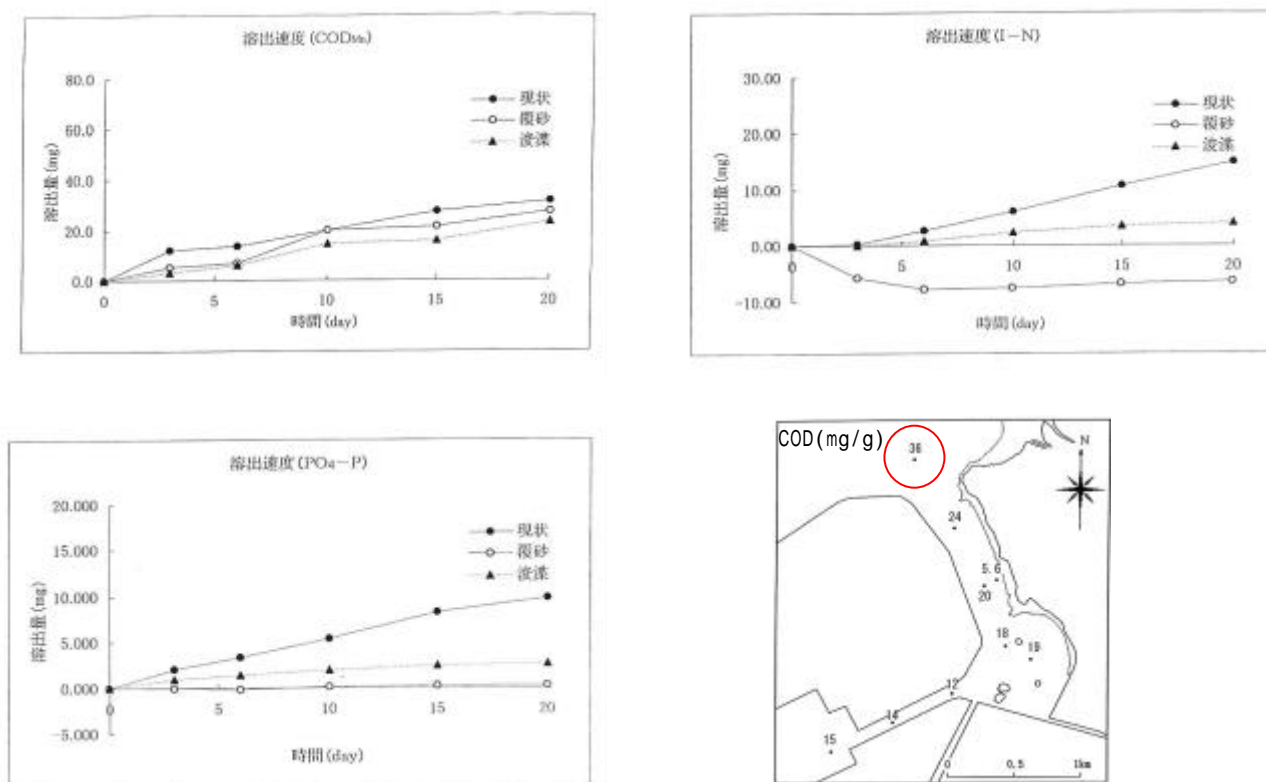 溶出速度(CODMn)
80.0
60.0
40.0
20.0
0.0
溶出量(mg)
現状
覆砂
浚渫
0 5 10 15 20
時間(day)
溶出速度(I-N)
30.00
20.00
10.00
0.00
-10.00
溶出量(mg)
現状
覆砂
浚渫
0 5 10 15 20
時間(day)
溶出速度(PO4-P)
20.000
15.000
10.000
5.000
0.000
-5.000
溶出量(mg)
現状
覆砂
浚渫
0 5 10 15 20
時間(day)
COD(mg/g)
36
N
24
5.6
20
18
19
12
14
15
0 0.5 1km